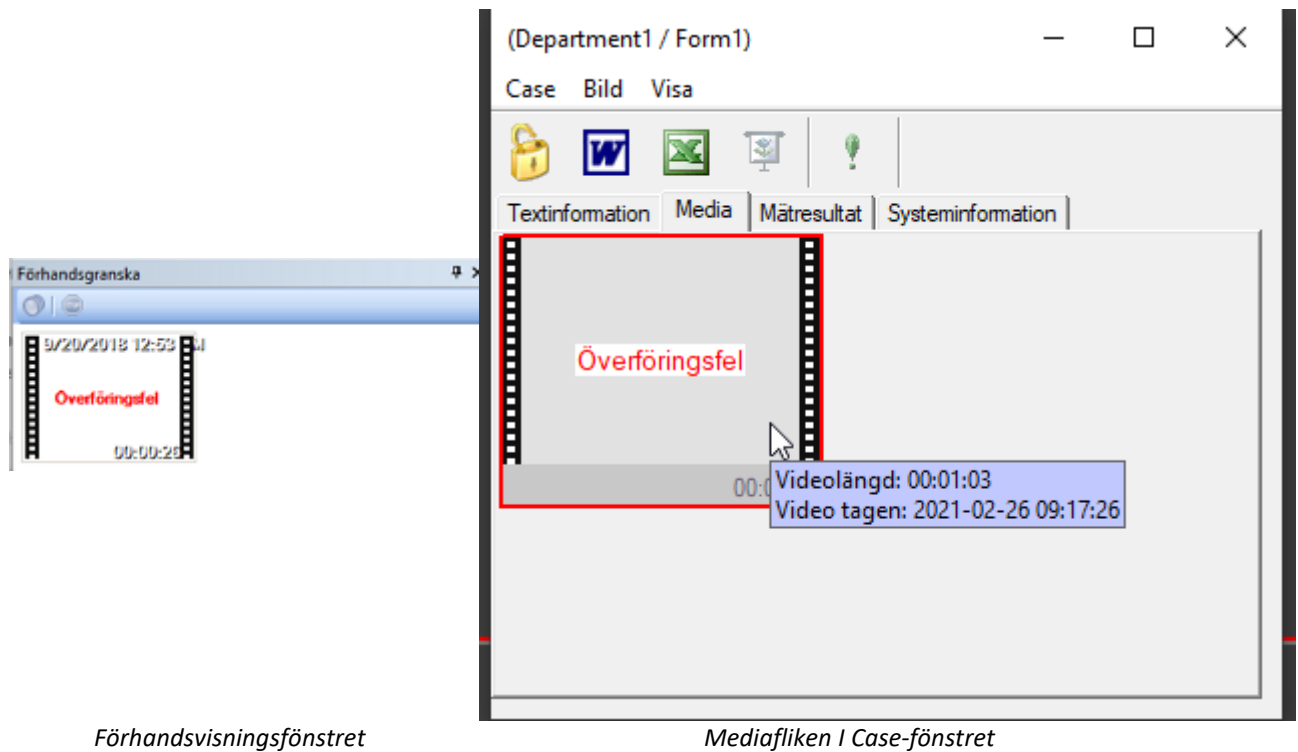 Förhandsgranska
9/20/2018 12:53
Överföringsfel
00:00:26
Förhandsvisningsfönstret
(Department1 / Form1)
Case Bild Visa
Textinformation Media Mätresultat Systeminformation
Överföringsfel
Videolängd: 00:01:03
Video tagen: 2021-02-26 09:17:26
Mediafliken I Case-fönstret